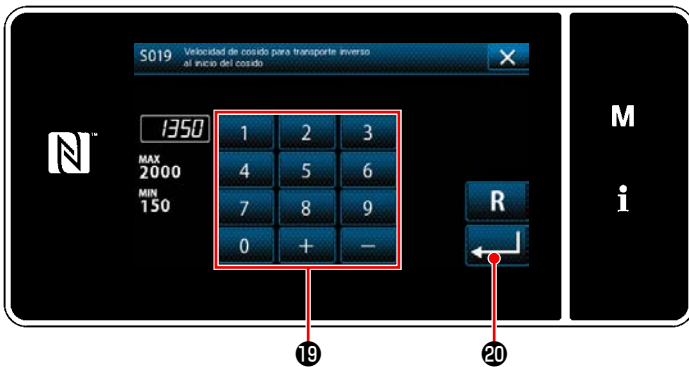 S019 Velocidad de cosido para transporte inverso
al inicio del cosido
1350
MAX
2000
MIN
150
1 2 3
4 5 6
7 8 9
0 + −
R
M
i
N™
⓳ ⓴